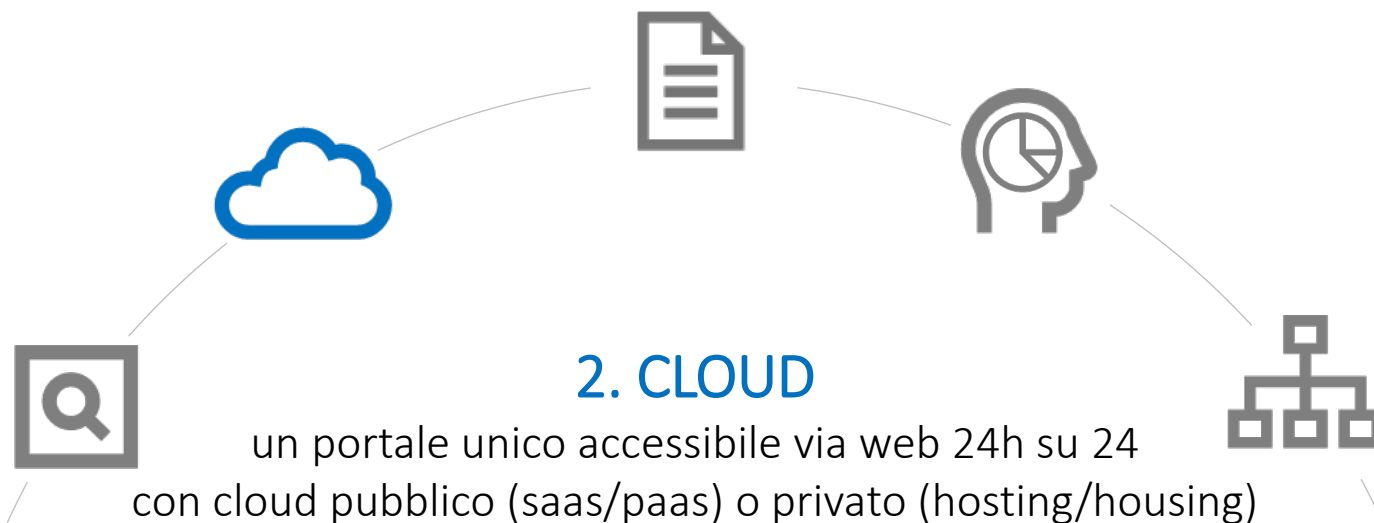 2. CLOUD
un portale unico accessibile via web 24h su 24
con cloud pubblico (saas/paas) o privato (hosting/housing)